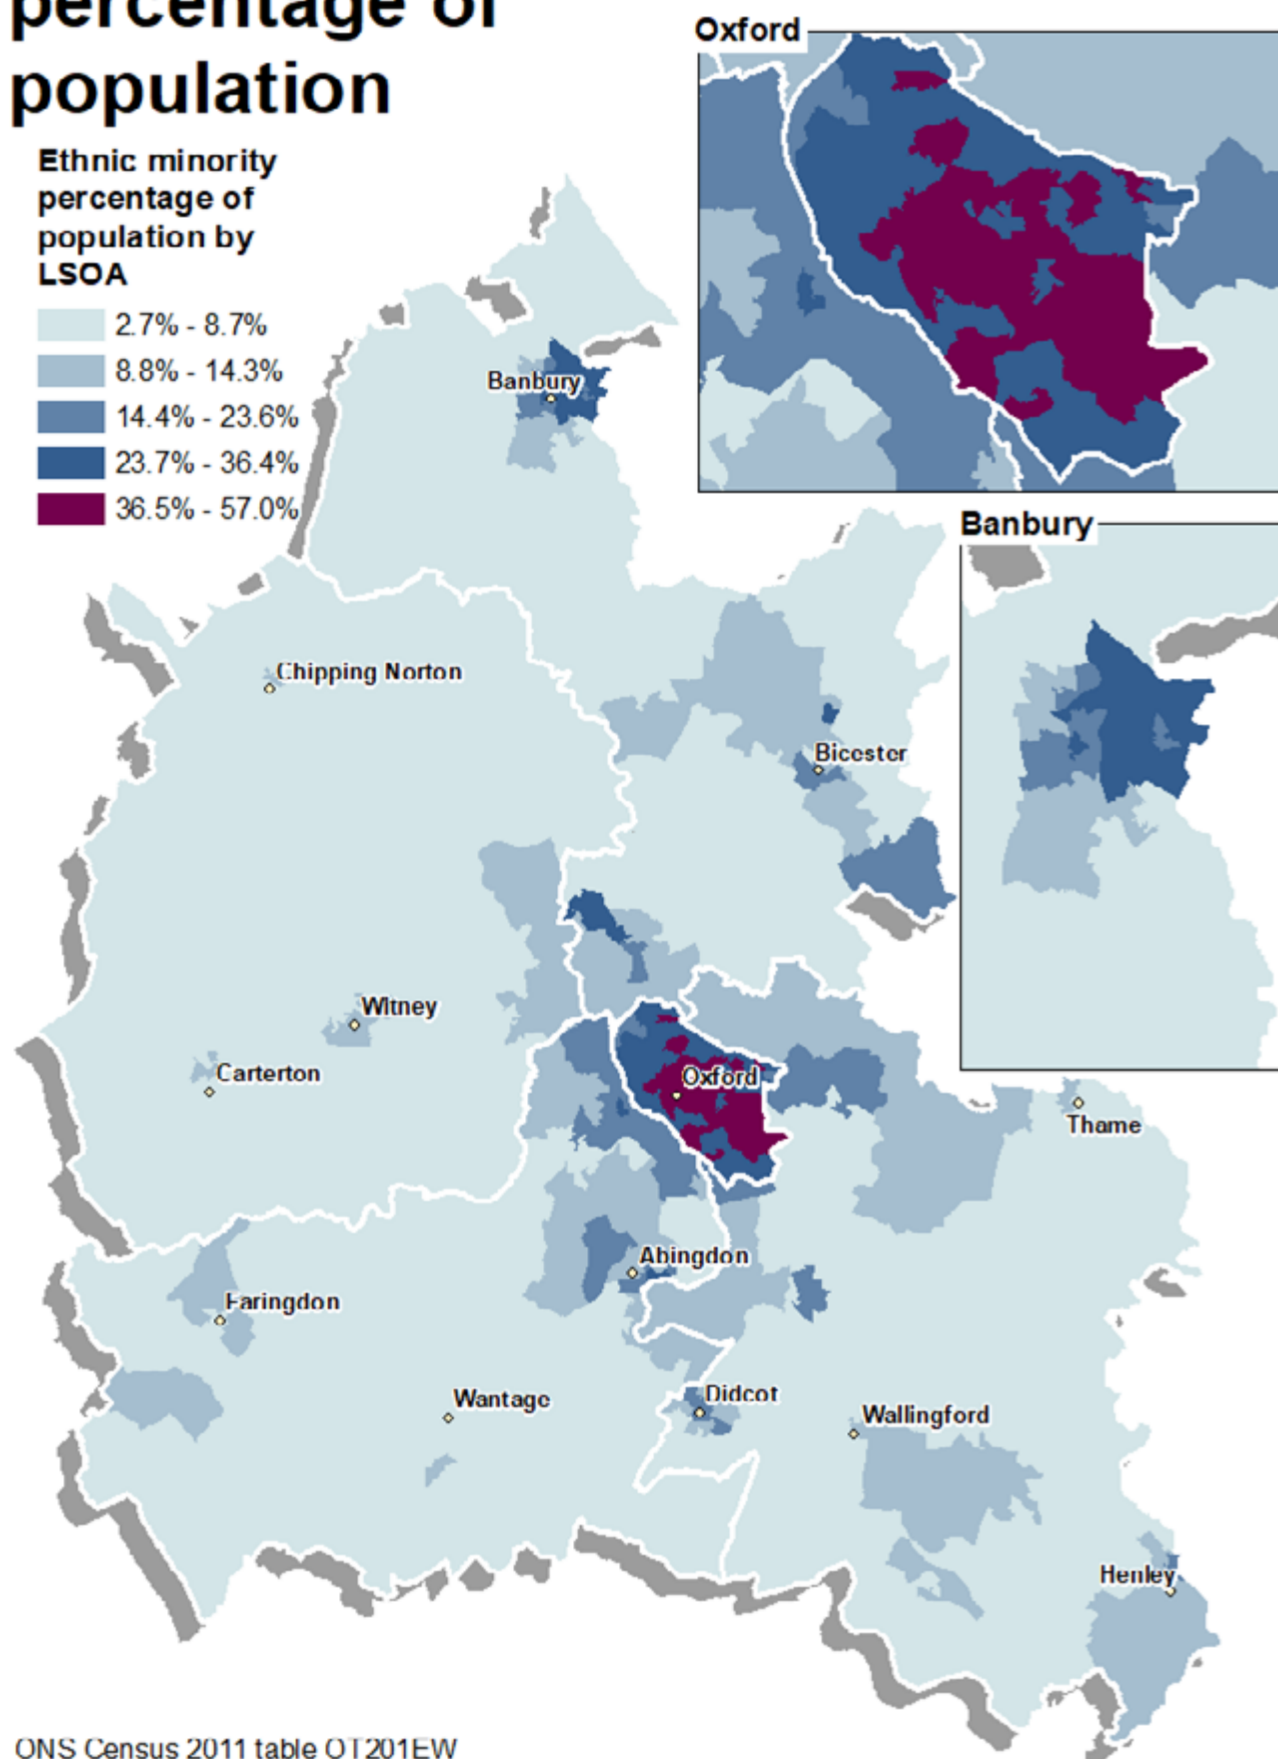 percentage of
population
Ethnic minority
percentage of
population by
LSOA
2.7% - 8.7%
8.8% - 14.3%
14.4% - 23.6%
23.7% - 36.4%
36.5% - 57.0%
Oxford
Banbury
Banbury
Chipping Norton
Bicester
Witney
Carterton
Oxford
Thame
Abingdon
Faringdon
Wantage
Didcot
Wallingford
Henley
ONS Census 2011 table OT201EW